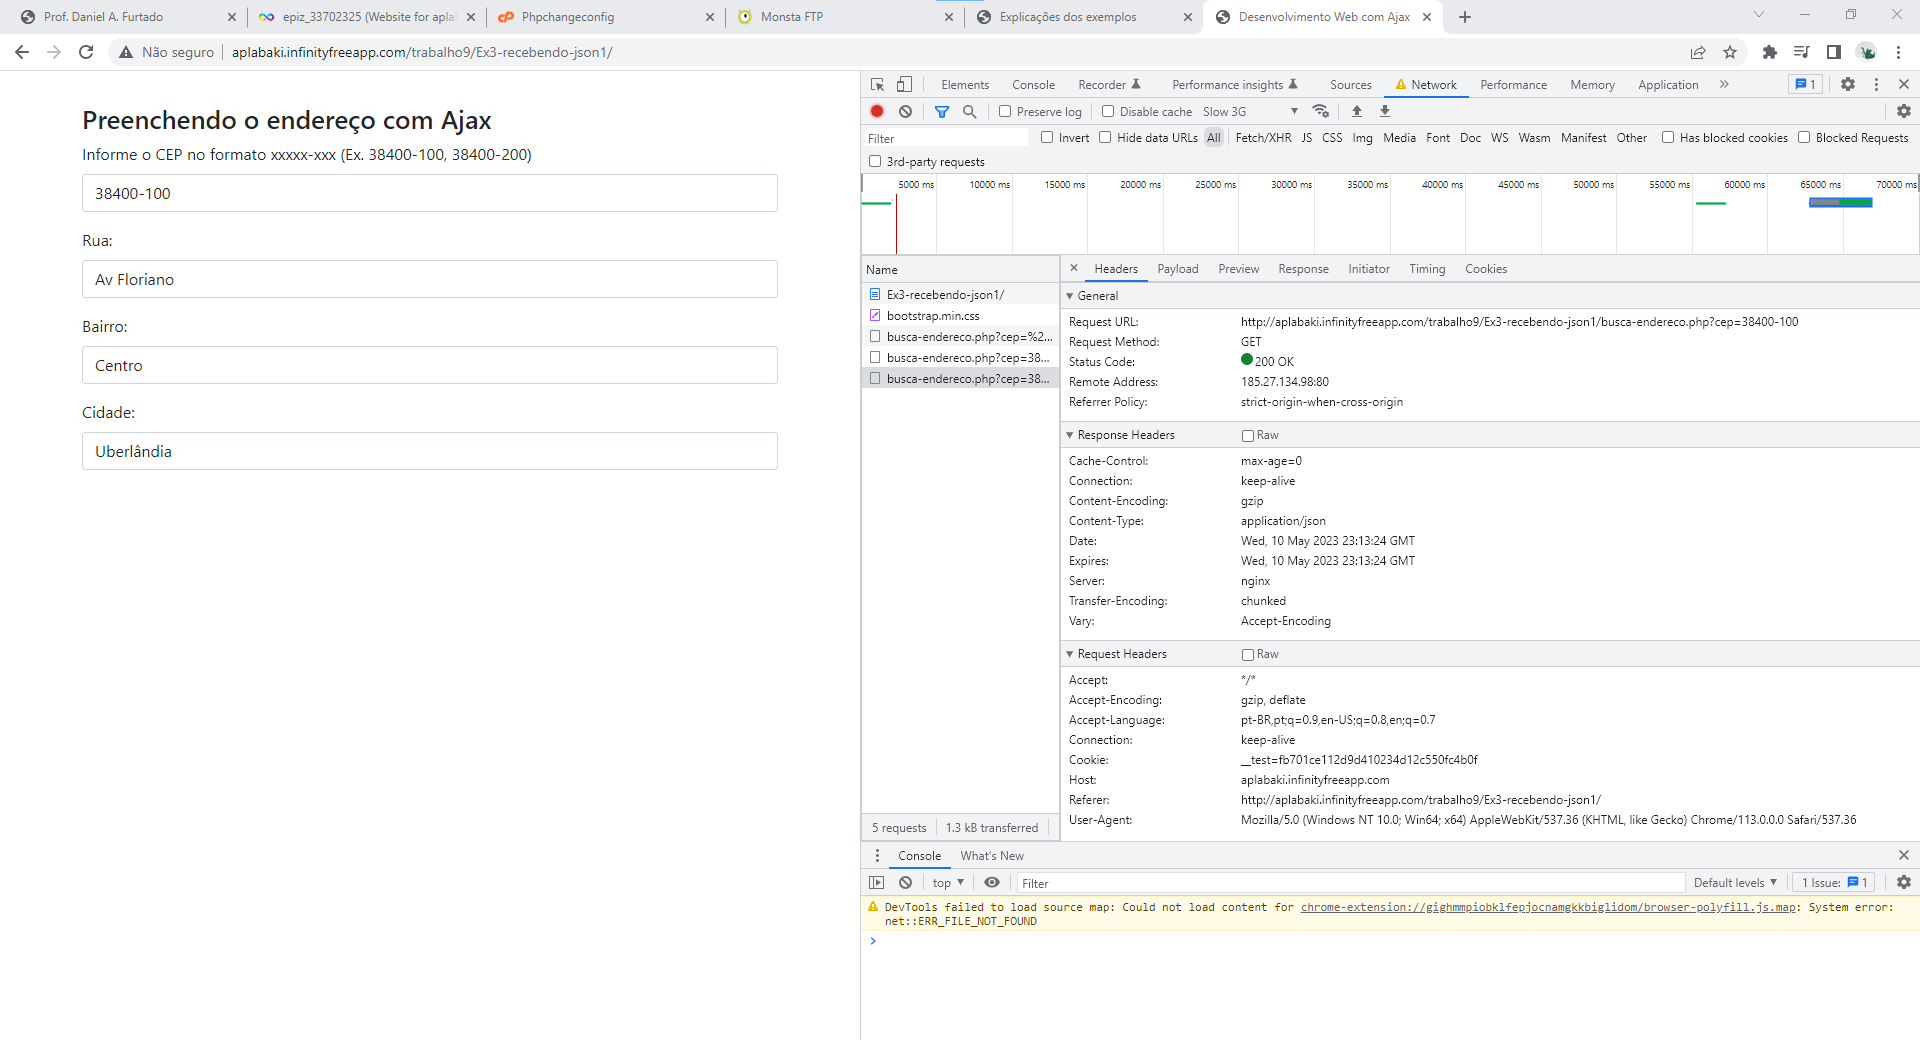 Prof. Daniel A. Furtado
epiz_33702325 (Website for apla
Phpchangeconfig
Monsta FTP
Explicações dos exemplos
Desenvolvimento Web com Ajax
Não seguro
aplabaki.infinityfreeapp.com/trabalho9/Ex3-recebendo-json1/
Preenchendo o endereço com Ajax
Informe o CEP no formato xxxxx-xxx (Ex. 38400-100, 38400-200)
38400-100
Rua:
Av Floriano
Bairro:
Centro
Cidade:
Uberlândia
Elements Console Recorder Performance insights Sources Network Performance Memory Application » 1
Preserve log Disable cache Slow 3G
Filter Invert Hide data URLs All Fetch/XHR JS CSS Img Media Font Doc WS Wasm Manifest Other Has blocked cookies Blocked Requests
3rd-party requests
5000 ms 10000 ms 15000 ms 20000 ms 25000 ms 30000 ms 35000 ms 40000 ms 45000 ms 50000 ms 55000 ms 60000 ms 65000 ms 70000 ms
Name
Ex3-recebendo-json1/
bootstrap.min.css
busca-endereco.php?cep=%2...
busca-endereco.php?cep=38...
busca-endereco.php?cep=38...
5 requests 1.3 kB transferred
Headers Payload Preview Response Initiator Timing Cookies
General
Request URL: http://aplabaki.infinityfreeapp.com/trabalho9/Ex3-recebendo-json1/busca-endereco.php?cep=38400-100
Request Method: GET
Status Code: 200 OK
Remote Address: 185.27.134.98:80
Referrer Policy: strict-origin-when-cross-origin
Response Headers Raw
Cache-Control: max-age=0
Connection: keep-alive
Content-Encoding: gzip
Content-Type: application/json
Date: Wed, 10 May 2023 23:13:24 GMT
Expires: Wed, 10 May 2023 23:13:24 GMT
Server: nginx
Transfer-Encoding: chunked
Vary: Accept-Encoding
Request Headers Raw
Accept: */*
Accept-Encoding: gzip, deflate
Accept-Language: pt-BR,pt;q=0.9,en-US;q=0.8,en;q=0.7
Connection: keep-alive
Cookie: __test=fb701ce112d9d410234d12c550fc4b0f
Host: aplabaki.infinityfreeapp.com
Referer: http://aplabaki.infinityfreeapp.com/trabalho9/Ex3-recebendo-json1/
User-Agent: Mozilla/5.0 (Windows NT 10.0; Win64; x64) AppleWebKit/537.36 (KHTML, like Gecko) Chrome/113.0.0.0 Safari/537.36
Console What's New
top Filter Default levels 1 Issue: 1
DevTools failed to load source map: Could not load content for chrome-extension://gighmmpiobklfepjocnamgkkbiglidom/browser-polyfill.js.map: System error:
net::ERR_FILE_NOT_FOUND